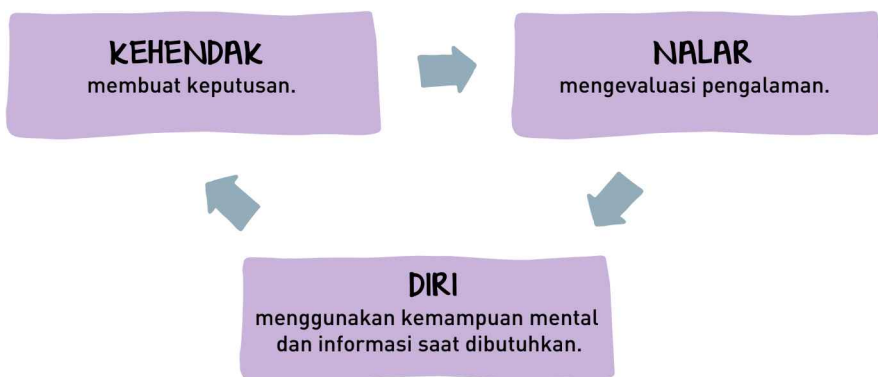 KEHENDAK
membuat keputusan.
NALAR
mengevaluasi pengalaman.
DIRI
menggunakan kemampuan mental
dan informasi saat dibutuhkan.